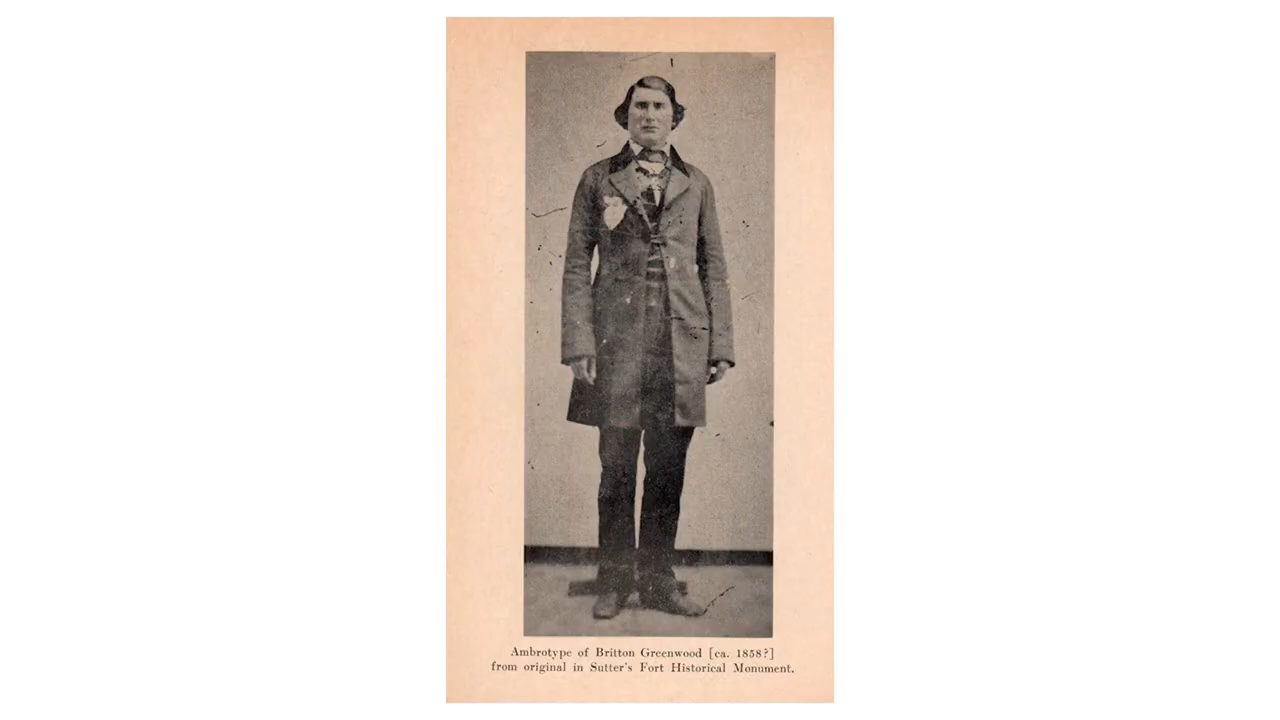 Ambrotype of Britton Greenwood [ca. 1858?]
from original in Sutter's Fort Historical Monument.